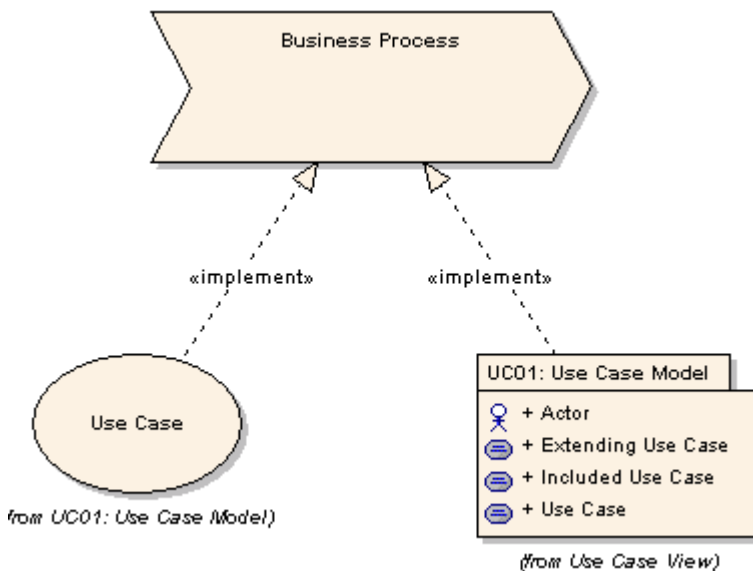 Business Process
«implement» «implement»
UC01: Use Case Model
+ Actor
Use Case
+ Extending Use Case
+ Included Use Case
+ Use Case
from UC01: Use Case Model)
(from Use Case View)